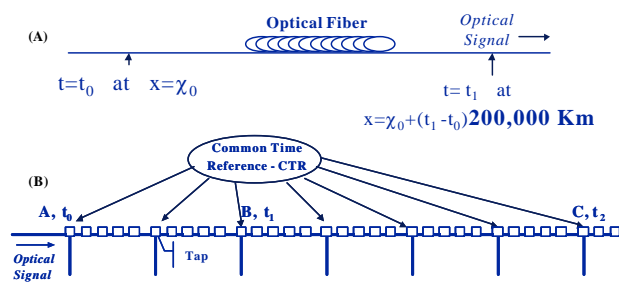 Optical Fiber
Optical
Signal
(A)
t=t₀ at x=χ₀
t= t₁ at
x=χ₀+(t₁ -t₀)200,000 Km
Common Time
Reference - CTR
(B)
A, t₀
B, t₁
C, t₂
Optical
Signal
Tap